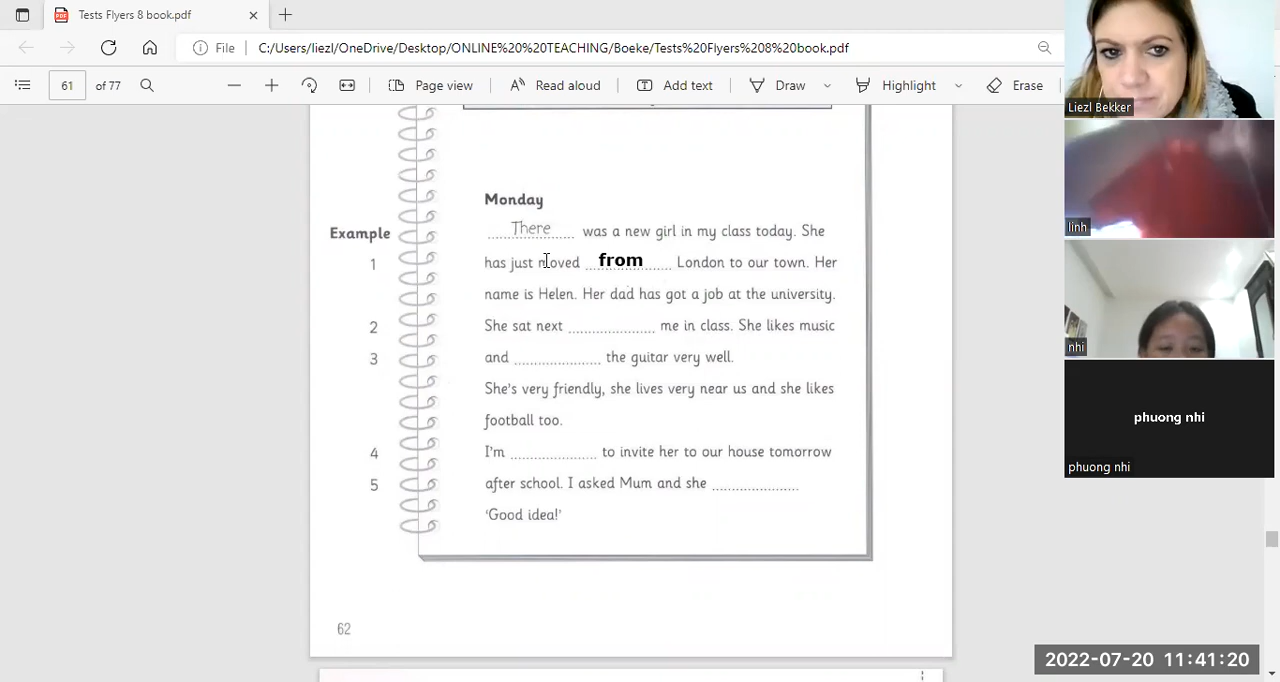 Tests Flyers 8 book.pdf
File C:/Users/liezl/OneDrive/Desktop/ONLINE%20%20TEACHING/Boeke/Tests%20Flyers%208%20book.pdf
61 of 77 Page view Read aloud Add text Draw Highlight Erase
Liezl Bekker
linh
nhi
phuong nhi
phuong nhi
Monday
Example There was a new girl in my class today. She
1 has just moved from London to our town. Her
name is Helen. Her dad has got a job at the university.
2 She sat next .................... me in class. She likes music
3 and .................... the guitar very well.
She's very friendly, she lives very near us and she likes
football too.
4 I'm .................... to invite her to our house tomorrow
5 after school. I asked Mum and she ....................
'Good idea!'
62
2022-07-20 11:41:20